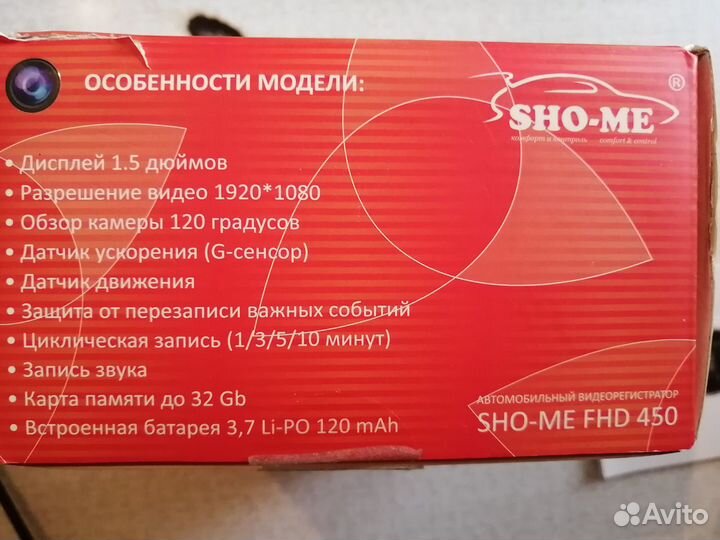 ОСОБЕННОСТИ МОДЕЛИ:
SHO-ME®
комфорт и контроль comfort & control
• Дисплей 1.5 дюймов
• Разрешение видео 1920*1080
• Обзор камеры 120 градусов
• Датчик ускорения (G-сенсор)
• Датчик движения
• Защита от перезаписи важных событий
• Циклическая запись (1/3/5/10 минут)
• Запись звука
• Карта памяти до 32 Gb
• Встроенная батарея 3,7 Li-PO 120 mAh
АВТОМОБИЛЬНЫЙ ВИДЕОРЕГИСТРАТОР
SHO-ME FHD 450
Avito